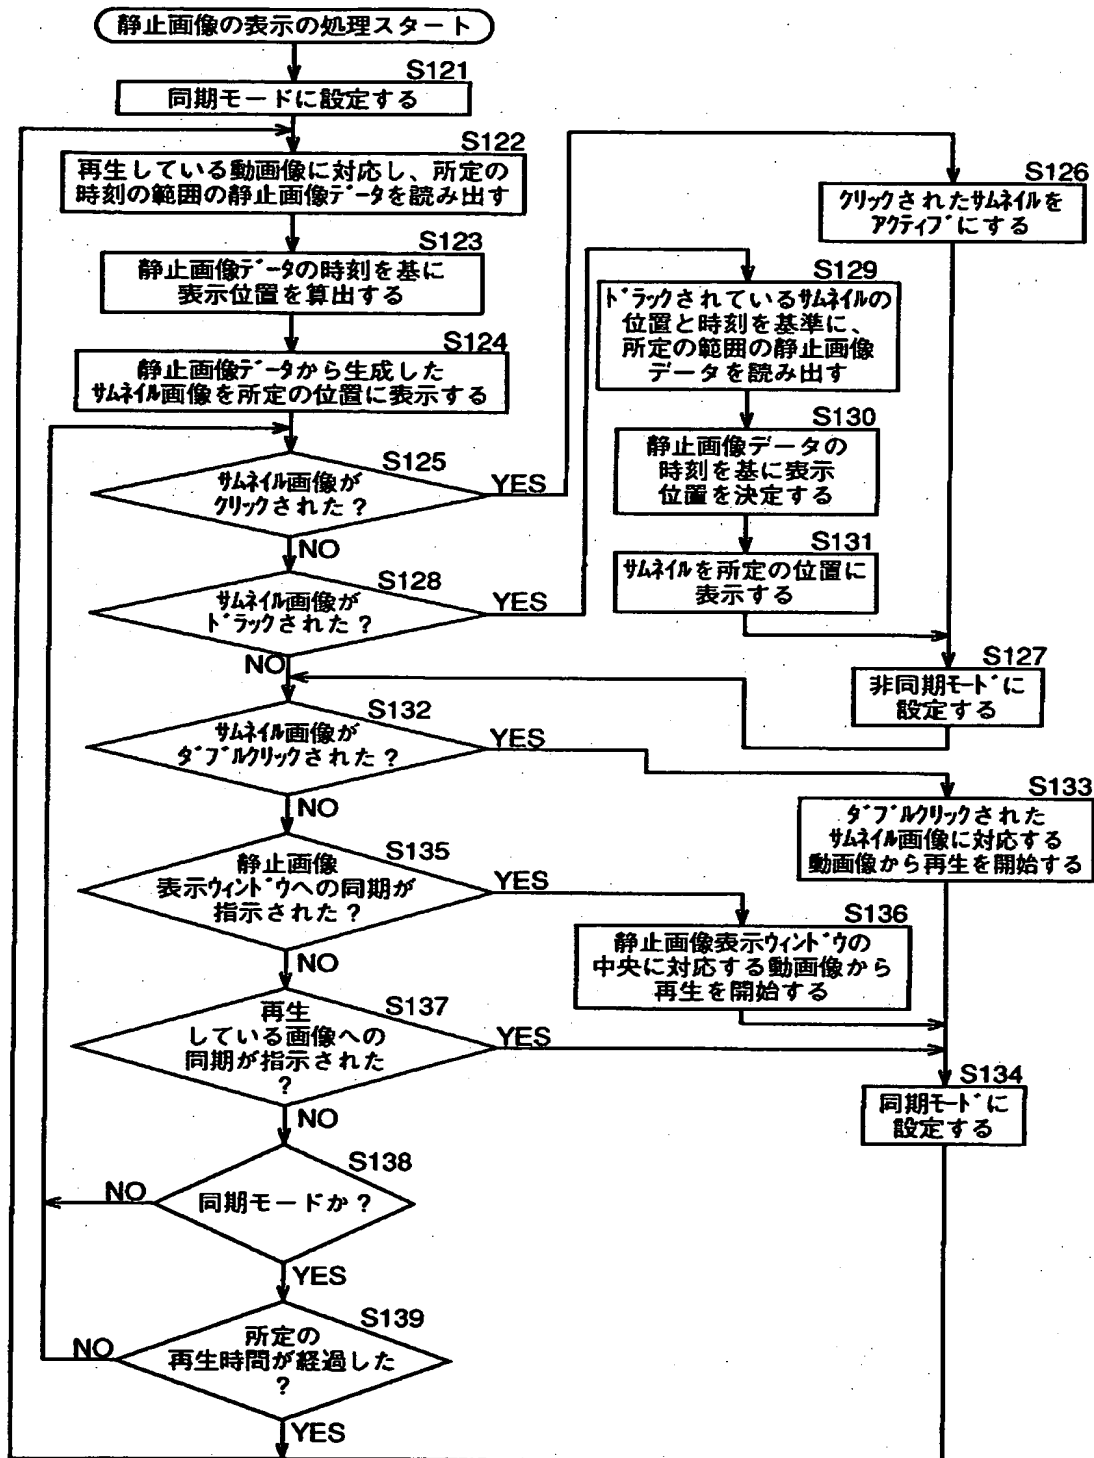 静止画像の表示の処理スタート
S121
同期モードに設定する
S122
再生している動画像に対応し、所定の
時刻の範囲の静止画像データを読み出す
S123
静止画像データの時刻を基に
表示位置を算出する
S124
静止画像データから生成した
サムネイル画像を所定の位置に表示する
S125
サムネイル画像が
クリックされた?
YES
NO
S126
クリックされたサムネイルを
アクティブにする
S128
サムネイル画像が
ドラックされた?
YES
NO
S129
ドラックされているサムネイルの
位置と時刻を基準に、
所定の範囲の静止画像
データを読み出す
S130
静止画像データの
時刻を基に表示
位置を決定する
S131
サムネイルを所定の位置に
表示する
S127
非同期モードに
設定する
S132
サムネイル画像が
ダブルクリックされた?
YES
NO
S133
ダブルクリックされた
サムネイル画像に対応する
動画像から再生を開始する
S135
静止画像
表示ウィンドウへの同期が
指示された?
YES
NO
S136
静止画像表示ウィンドウの
中央に対応する動画像から
再生を開始する
S137
再生
している画像への
同期が指示された
?
YES
NO
S134
同期モードに
設定する
S138
同期モードか?
NO
YES
S139
所定の
再生時間が経過した
?
NO
YES